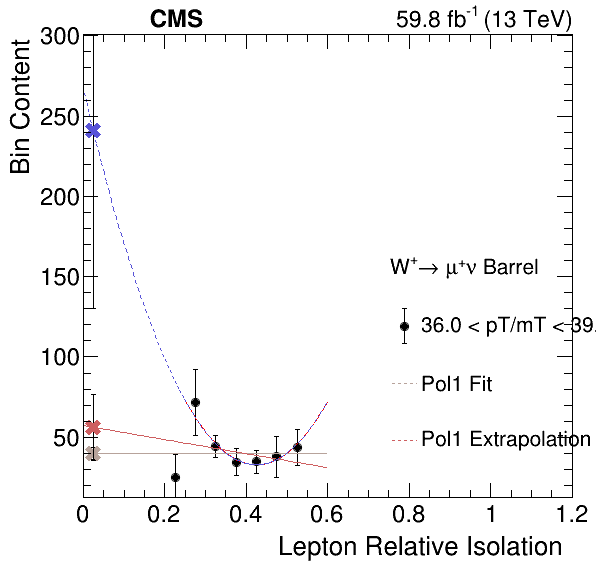 CMS 59.8 fb-1 (13 TeV)
Bin Content
300
250
200
150
100
50
W+→ μ+ν Barrel
36.0 < pT/mT < 39.
Pol1 Fit
Pol1 Extrapolation
0 0.2 0.4 0.6 0.8 1 1.2
Lepton Relative Isolation